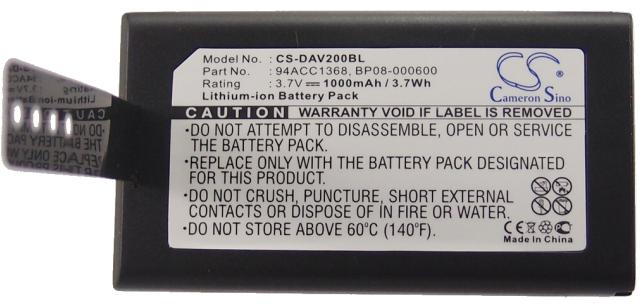 Model No. : CS-DAV200BL
Part No. : 94ACC1368, BP08-000600
Rating : 3.7V 1000mAh / 3.7Wh
Lithium-ion Battery Pack
CS
Cameron Sino
CAUTION WARRANTY VOID IF LABEL IS REMOVED
-DO NOT ATTEMPT TO DISASSEMBLE, OPEN OR SERVICE
THE BATTERY PACK.
-REPLACE ONLY WITH THE BATTERY PACK DESIGNATED
FOR THIS PRODUCT.
-DO NOT CRUSH, PUNCTURE, SHORT EXTERNAL
CONTACTS OR DISPOSE OF IN FIRE OR WATER.
-DO NOT STORE ABOVE 60°C (140°F).
CE
Made In China